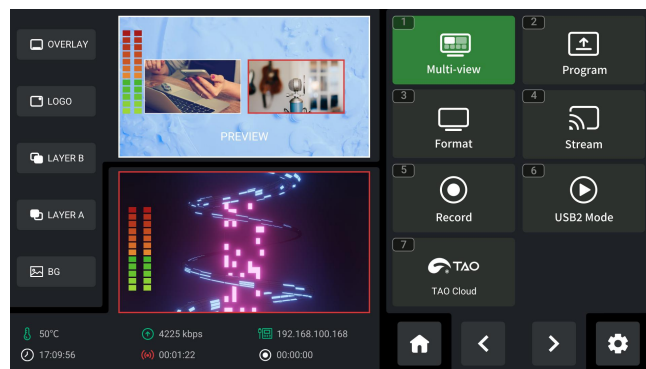 OVERLAY
LOGO
LAYER B
LAYER A
BG
PREVIEW
50°C
4225 kbps
192.168.100.168
17:09:56
00:01:22
00:00:00
1
Multi-view
2
Program
3
Format
4
Stream
5
Record
6
USB2 Mode
7
TAO
TAO Cloud